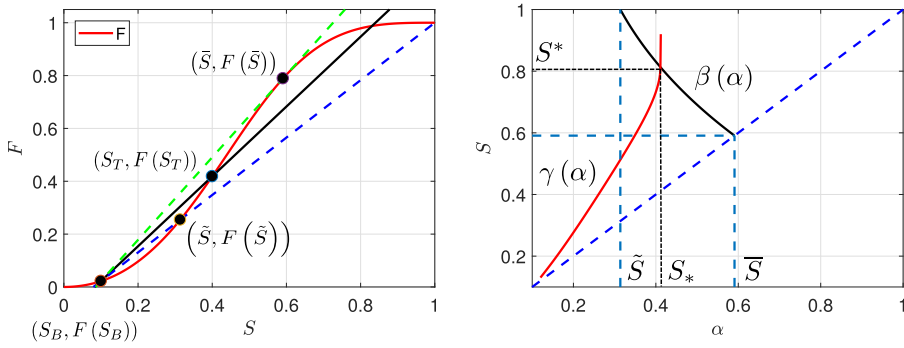 1
0.8
0.6
0.4
0.2
0
F
F
(S̄, F (S̄))
(S_T, F (S_T))
(S̃, F (S̃))
0 0.2 0.4 0.6 0.8 1
(S_B, F (S_B))
S
1
0.8
0.6
0.4
0.2
S
S*
β (α)
γ (α)
S̃ S_* S̄
0.2 0.4 0.6 0.8 1
α